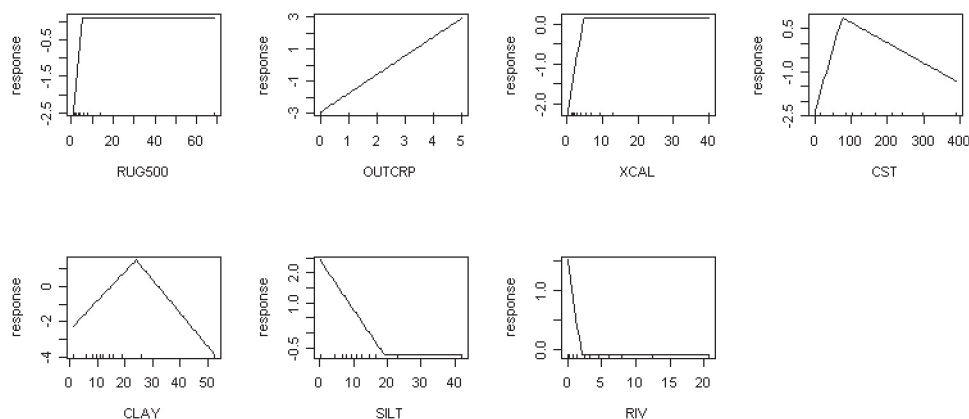 response
-2.5 -1.5 -0.5
0 20 40 60
RUG500
response
-3 -1 1 3
0 1 2 3 4 5
OUTCRP
response
-2.0 -1.0 0.0
0 10 20 30 40
XCAL
response
-2.5 -1.0 0.5
0 100 200 300 400
CST
response
-4 -2 0
0 10 20 30 40 50
CLAY
response
-0.5 1.0 2.0
0 10 20 30 40
SILT
response
0.0 1.0
0 5 10 15 20
RIV